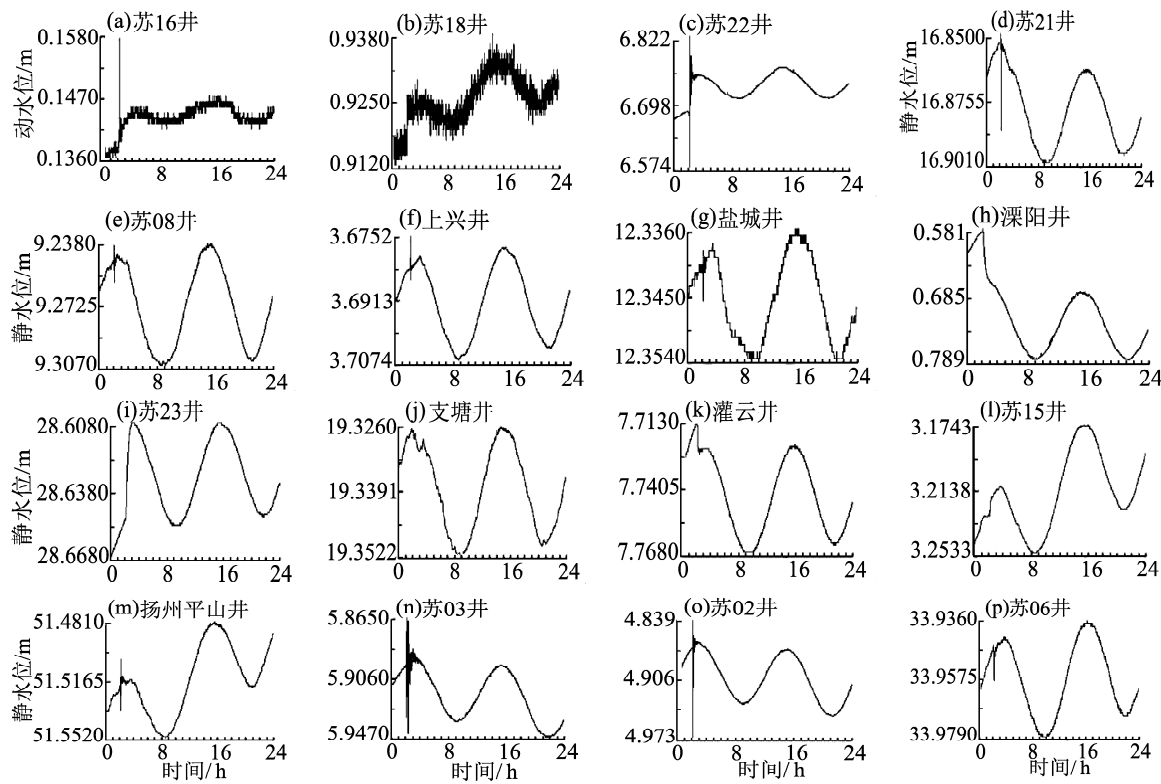 (a)苏16井
动水位/m
0.1580
0.1470
0.1360
0 8 16 24
(b)苏18井
0.9380
0.9250
0.9120
0 8 16 24
(c)苏22井
6.822
6.698
6.574
0 8 16 24
(d)苏21井
静水位/m
16.8500
16.8755
16.9010
0 8 16 24
(e)苏08井
静水位/m
9.2380
9.2725
9.3070
0 8 16 24
(f)上兴井
3.6752
3.6913
3.7074
0 8 16 24
(g)盐城井
12.3360
12.3450
12.3540
0 8 16 24
(h)溧阳井
0.581
0.685
0.789
0 8 16 24
(i)苏23井
静水位/m
28.6080
28.6380
28.6680
0 8 16 24
(j)支塘井
19.3260
19.3391
19.3522
0 8 16 24
(k)灌云井
7.7130
7.7405
7.7680
0 8 16 24
(l)苏15井
3.1743
3.2138
3.2533
0 8 16 24
(m)扬州平山井
静水位/m
51.4810
51.5165
51.5520
0 8 16 24
时间/h
(n)苏03井
5.8650
5.9060
5.9470
0 8 16 24
时间/h
(o)苏02井
4.839
4.906
4.973
0 8 16 24
时间/h
(p)苏06井
33.9360
33.9575
33.9790
0 8 16 24
时间/h